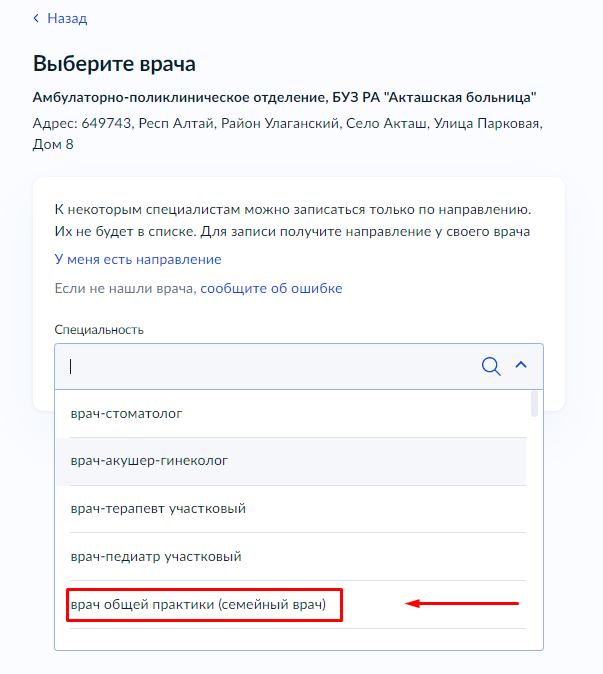 Назад
Выберите врача
Амбулаторно-поликлиническое отделение, БУЗ РА "Акташская больница"
Адрес: 649743, Респ Алтай, Район Улаганский, Село Акташ, Улица Парковая,
Дом 8
К некоторым специалистам можно записаться только по направлению.
Их не будет в списке. Для записи получите направление у своего врача
У меня есть направление
Если не нашли врача, сообщите об ошибке
Специальность
врач-стоматолог
врач-акушер-гинеколог
врач-терапевт участковый
врач-педиатр участковый
врач общей практики (семейный врач)